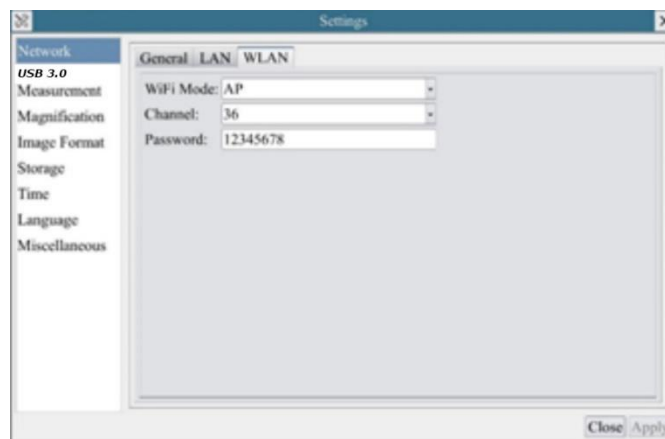 Settings
Network
USB 3.0
Measurement
Magnification
Image Format
Storage
Time
Language
Miscellaneous
General LAN WLAN
WiFi Mode: AP
Channel: 36
Password: 12345678
Close Apply